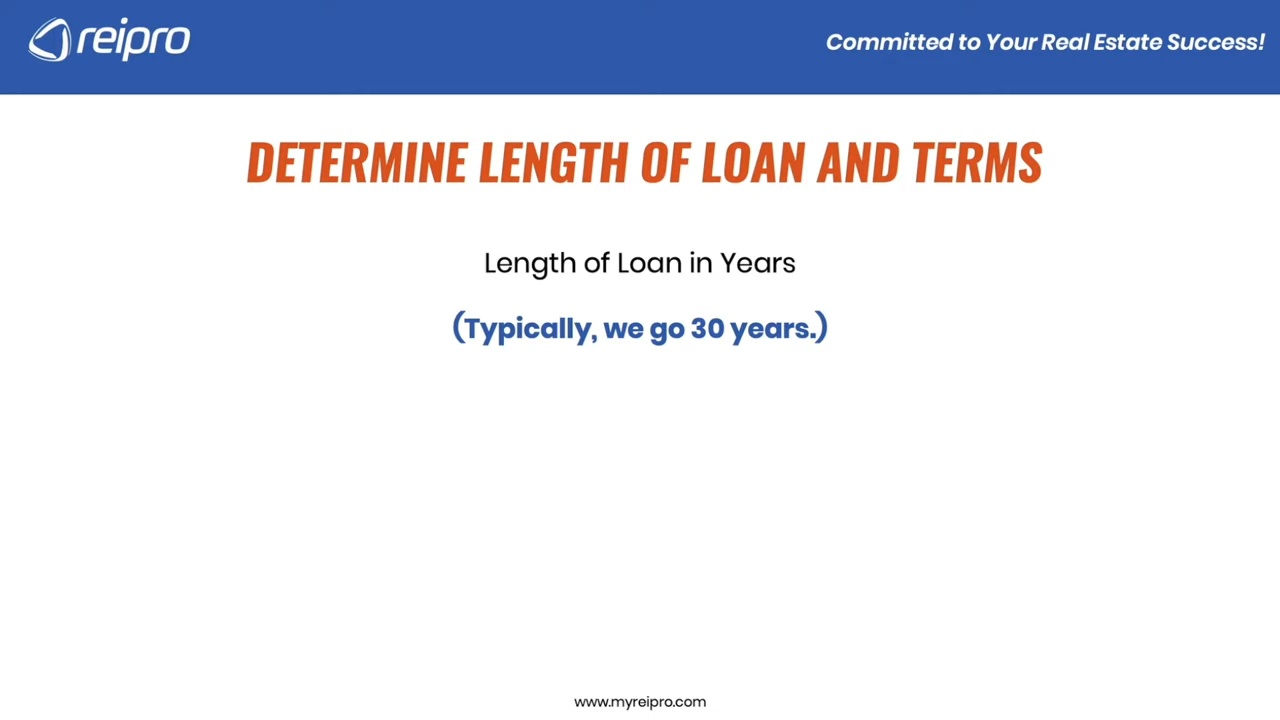 reipro
Committed to Your Real Estate Success!
DETERMINE LENGTH OF LOAN AND TERMS
Length of Loan in Years
(Typically, we go 30 years.)
www.myreipro.com